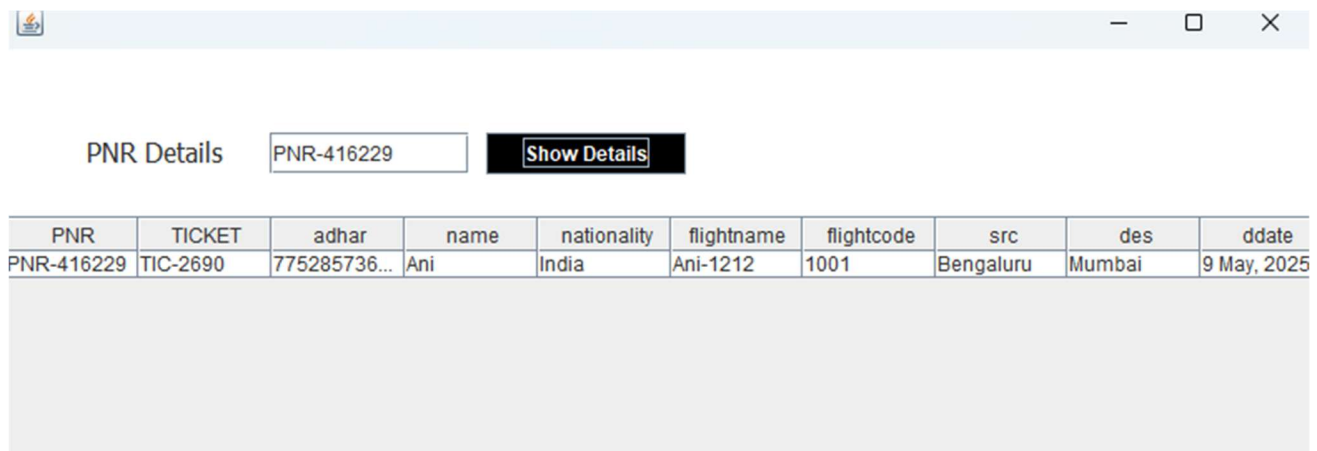 PNR Details PNR-416229 Show Details
PNR TICKET adhar name nationality flightname flightcode src des ddate
PNR-416229 TIC-2690 775285736... Ani India Ani-1212 1001 Bengaluru Mumbai 9 May, 2025